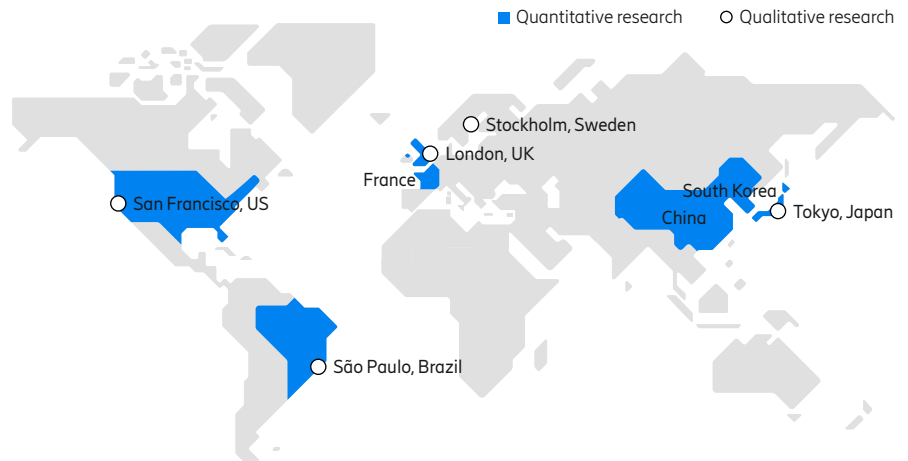 Quantitative research
Qualitative research
Stockholm, Sweden
London, UK
France
South Korea
San Francisco, US
China
Tokyo, Japan
São Paulo, Brazil